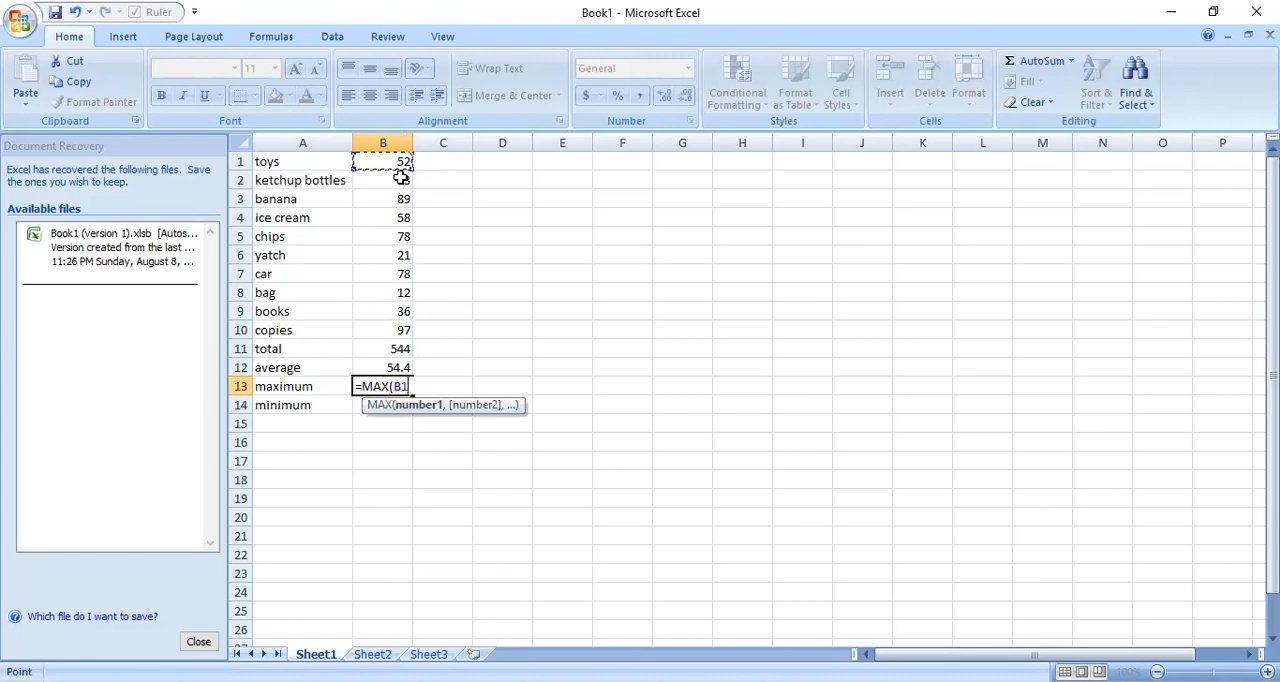 Ruler
Book1 - Microsoft Excel
Home Insert Page Layout Formulas Data Review View
Paste
Cut
Copy
Format Painter
Clipboard
11 A A
B I U A
Font
Wrap Text
Merge & Center
Alignment
General
$ % ,
Number
Conditional Formatting
Format as Table
Cell Styles
Styles
Insert
Delete
Format
Cells
Σ AutoSum
Fill
Clear
Sort & Filter
Find & Select
Editing
Document Recovery
Excel has recovered the following files. Save
the ones you wish to keep.
Available files
Book1 (version 1).xlsb [Autos...
Version created from the last ...
11:26 PM Sunday, August 8, ...
Which file do I want to save?
Close
A B C D E F G H I J K L M N O P
1 toys 52
2 ketchup bottles
3 banana 89
4 ice cream 58
5 chips 78
6 yatch 21
7 car 78
8 bag 12
9 books 36
10 copies 97
11 total 544
12 average 54.4
13 maximum =MAX(B1
14 minimum
MAX(number1, [number2], ...)
15
16
17
18
19
20
21
22
23
24
25
26
Sheet1 Sheet2 Sheet3
Point
100%